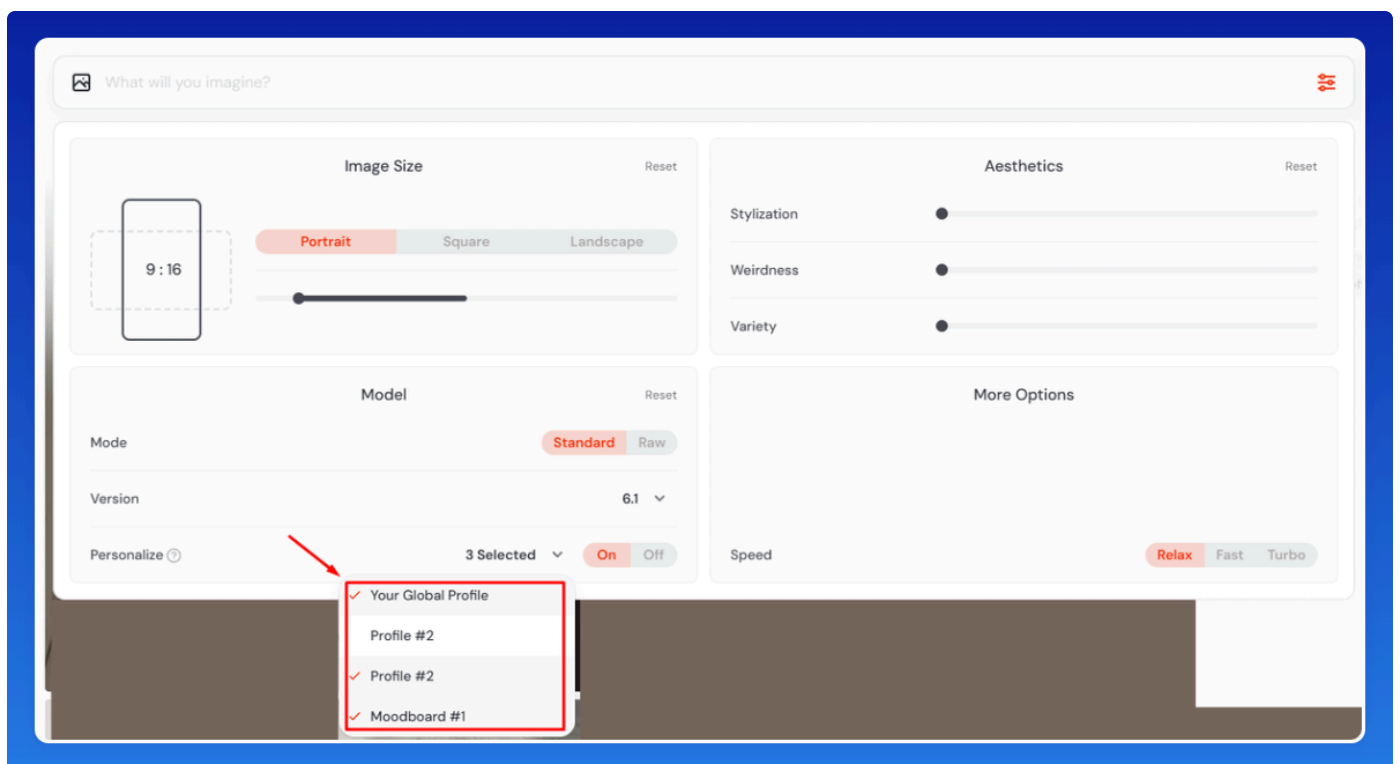 What will you imagine?
Image Size
Reset
9 : 16
Portrait
Square
Landscape
Aesthetics
Reset
Stylization
Weirdness
Variety
Model
Reset
Mode
Standard
Raw
Version
6.1
Personalize ?
3 Selected
On
Off
Your Global Profile
Profile #2
Profile #2
Moodboard #1
More Options
Speed
Relax
Fast
Turbo